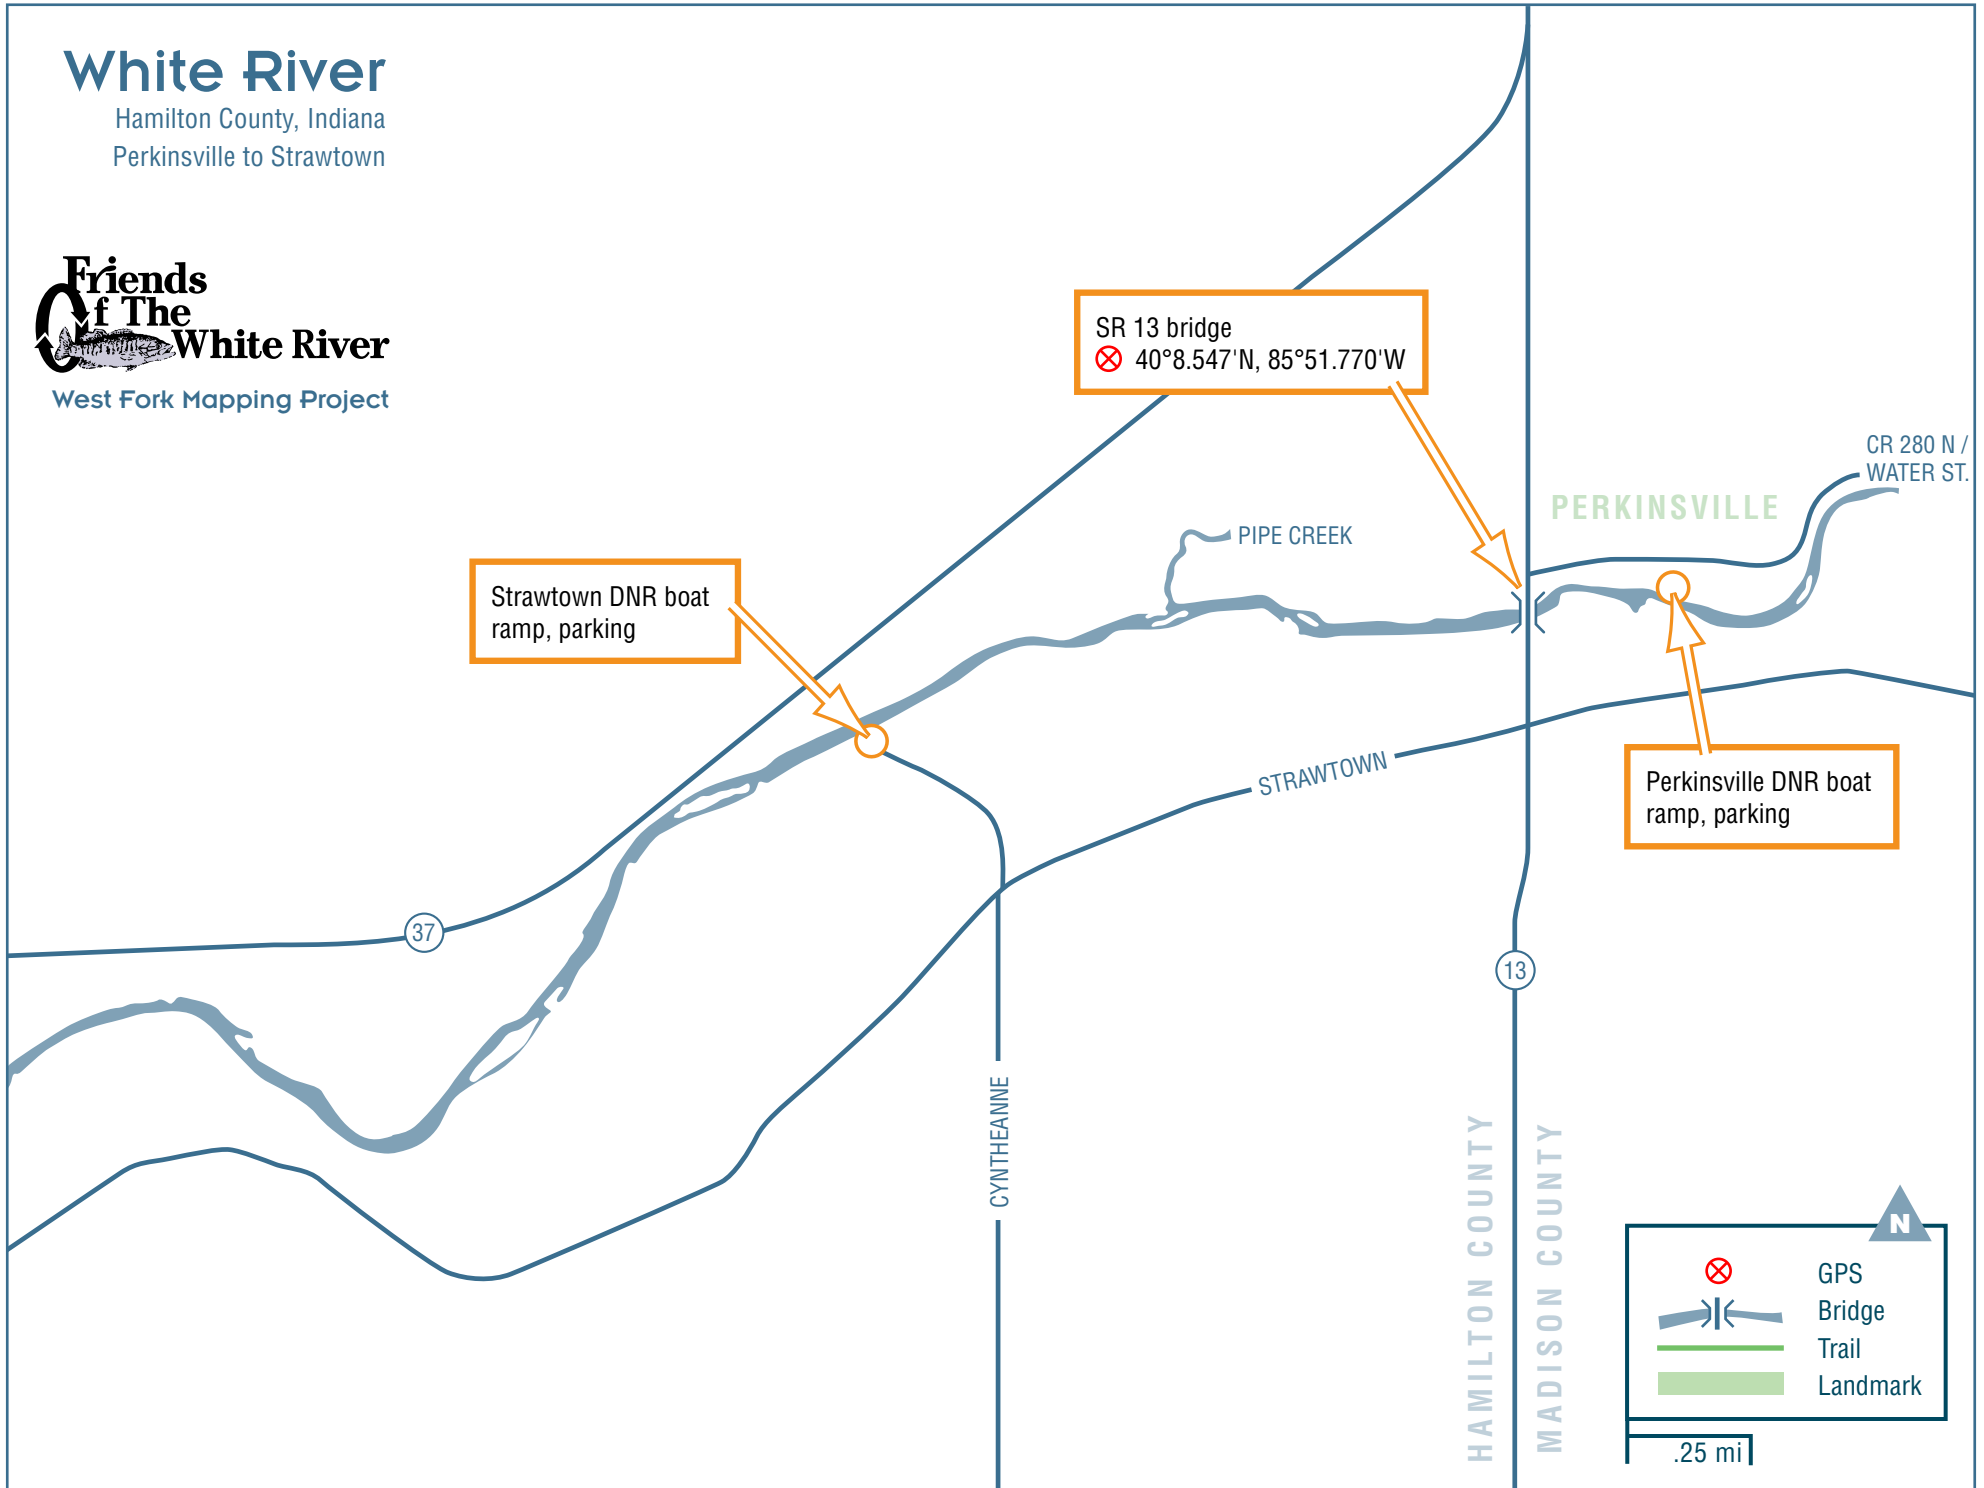 White River
Hamilton County, Indiana
Perkinsville to Strawtown
Friends
Of The
White River
West Fork Mapping Project
SR 13 bridge
40°8.547'N, 85°51.770'W
CR 280 N /
WATER ST.
PERKINSVILLE
PIPE CREEK
Strawtown DNR boat
ramp, parking
STRAWTOWN
Perkinsville DNR boat
ramp, parking
37
13
CYNTHEANNE
HAMILTON COUNTY
MADISON COUNTY
N
GPS
Bridge
Trail
Landmark
.25 mi